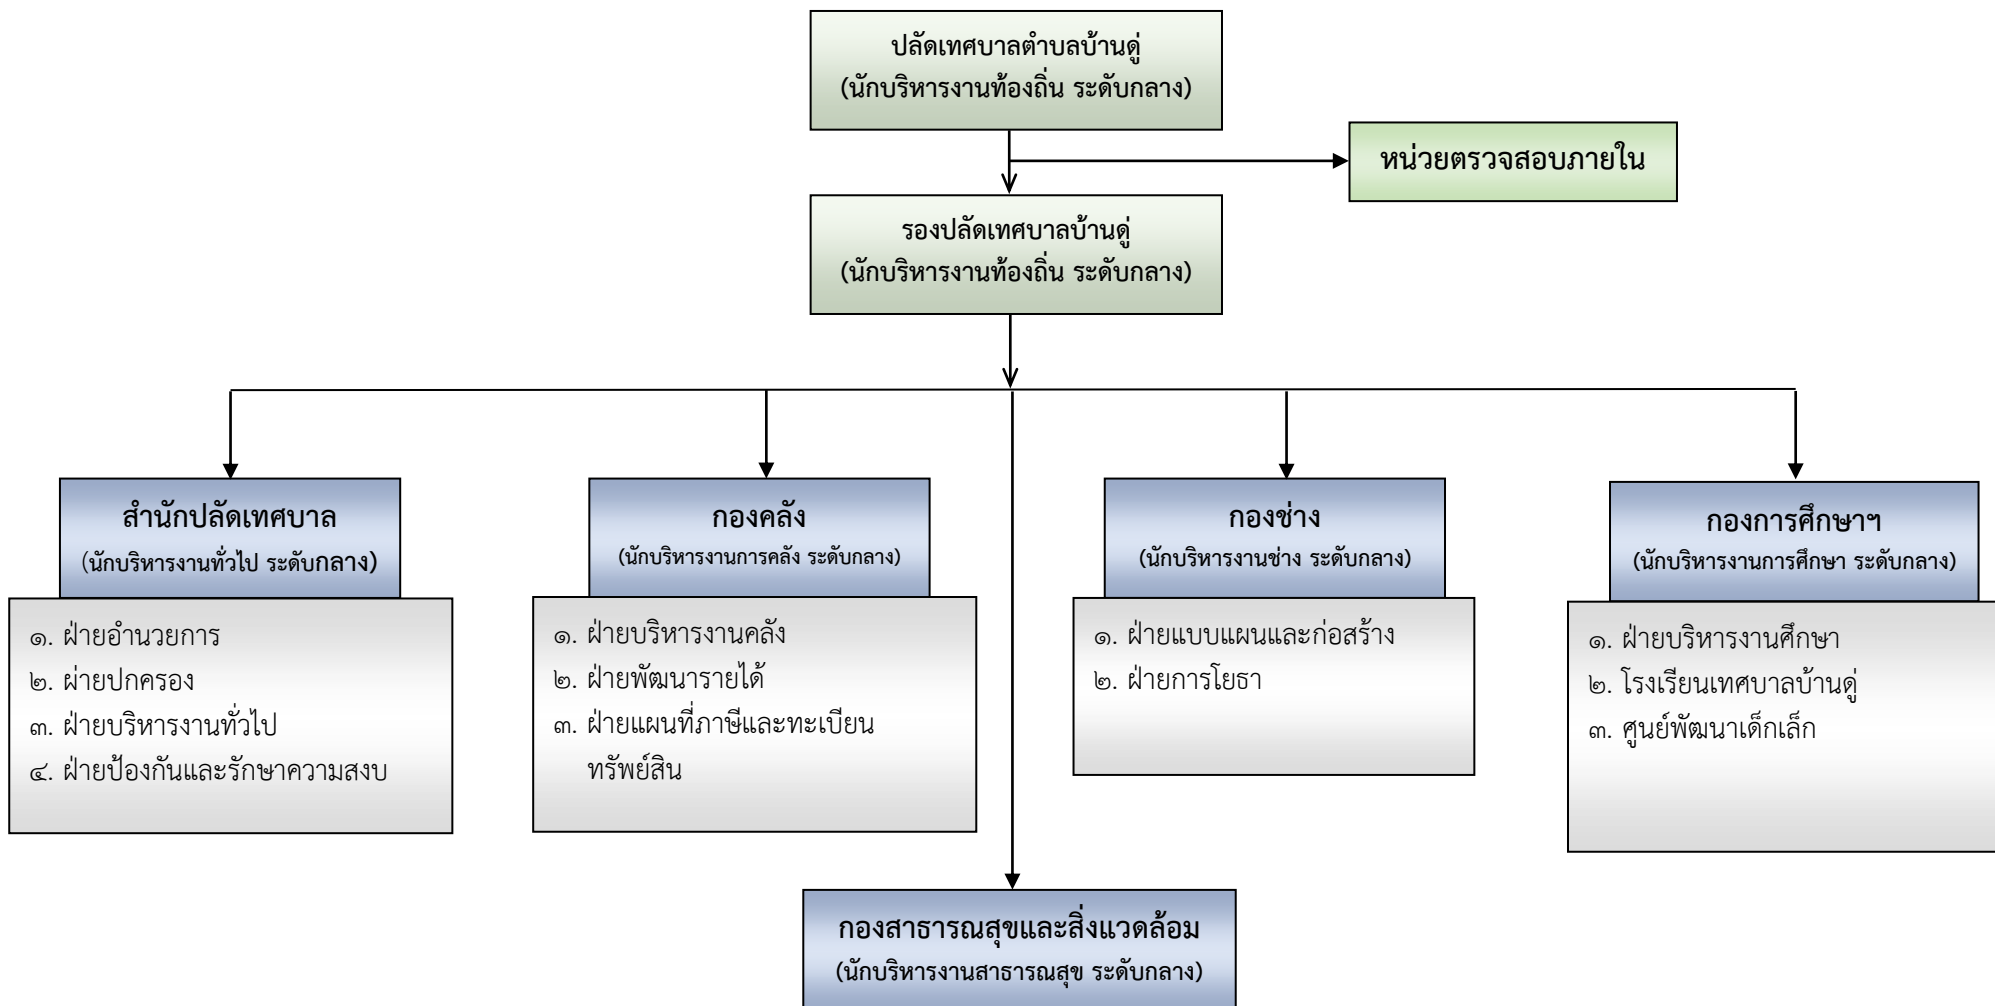 ปลัดเทศบาลตำบลบ้านดู่
(นักบริหารงานท้องถิ่น ระดับกลาง)
หน่วยตรวจสอบภายใน
รองปลัดเทศบาลบ้านดู่
(นักบริหารงานท้องถิ่น ระดับกลาง)
สำนักปลัดเทศบาล
(นักบริหารงานทั่วไป ระดับกลาง)
๑. ฝ่ายอำนวยการ
๒. ผ่ายปกครอง
๓. ฝ่ายบริหารงานทั่วไป
๔. ฝ่ายป้องกันและรักษาความสงบ
กองคลัง
(นักบริหารงานการคลัง ระดับกลาง)
๑. ฝ่ายบริหารงานคลัง
๒. ฝ่ายพัฒนารายได้
๓. ฝ่ายแผนที่ภาษีและทะเบียน
ทรัพย์สิน
กองช่าง
(นักบริหารงานช่าง ระดับกลาง)
๑. ฝ่ายแบบแผนและก่อสร้าง
๒. ฝ่ายการโยธา
กองการศึกษาฯ
(นักบริหารงานการศึกษา ระดับกลาง)
๑. ฝ่ายบริหารงานศึกษา
๒. โรงเรียนเทศบาลบ้านดู่
๓. ศูนย์พัฒนาเด็กเล็ก
กองสาธารณสุขและสิ่งแวดล้อม
(นักบริหารงานสาธารณสุข ระดับกลาง)